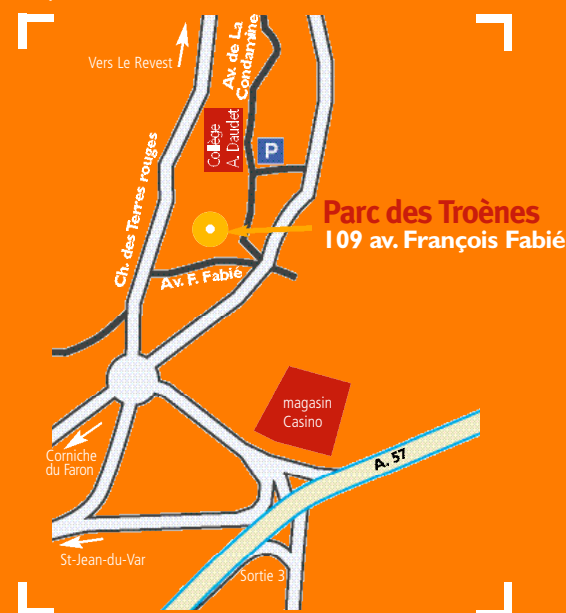 Vers Le Revest
Av. de La
Condamine
Collège
A. Daudet
P
Ch. des Terres rouges
Parc des Troènes
109 av. François Fabié
Av. F. Fabié
magasin
Casino
A. 57
Corniche
du Faron
St-Jean-du-Var
Sortie 3